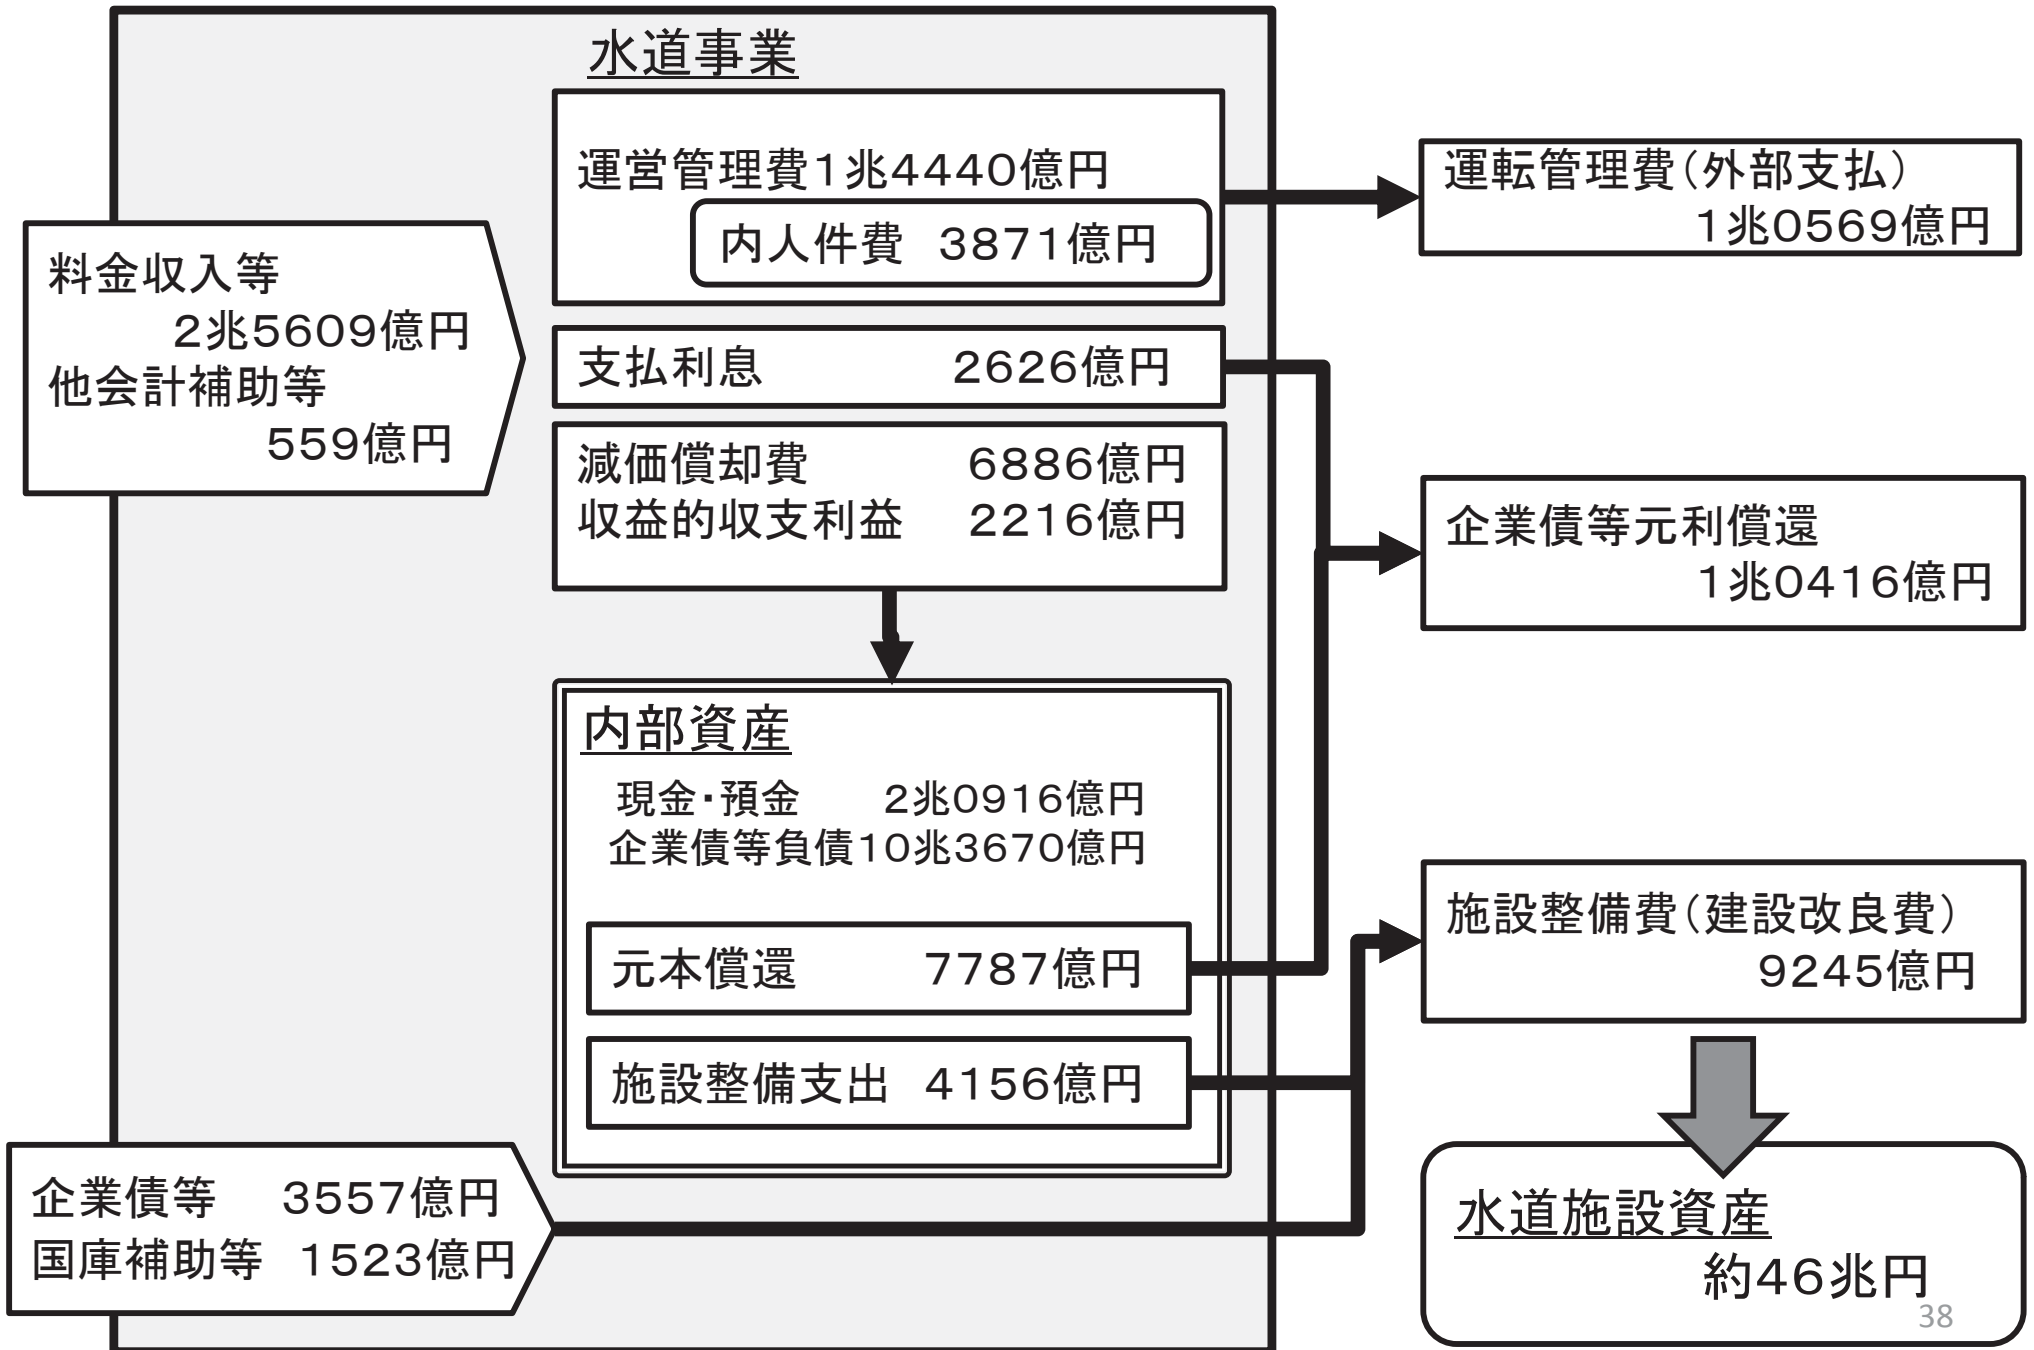 水道事業
運営管理費1兆4440億円
内人件費 3871億円
運転管理費(外部支払)
1兆0569億円
料金収入等
2兆5609億円
他会計補助等
559億円
支払利息 2626億円
減価償却費 6886億円
収益的収支利益 2216億円
企業債等元利償還
1兆0416億円
内部資産
現金・預金 2兆0916億円
企業債等負債10兆3670億円
元本償還 7787億円
施設整備支出 4156億円
施設整備費(建設改良費)
9245億円
企業債等 3557億円
国庫補助等 1523億円
水道施設資産
約46兆円
38